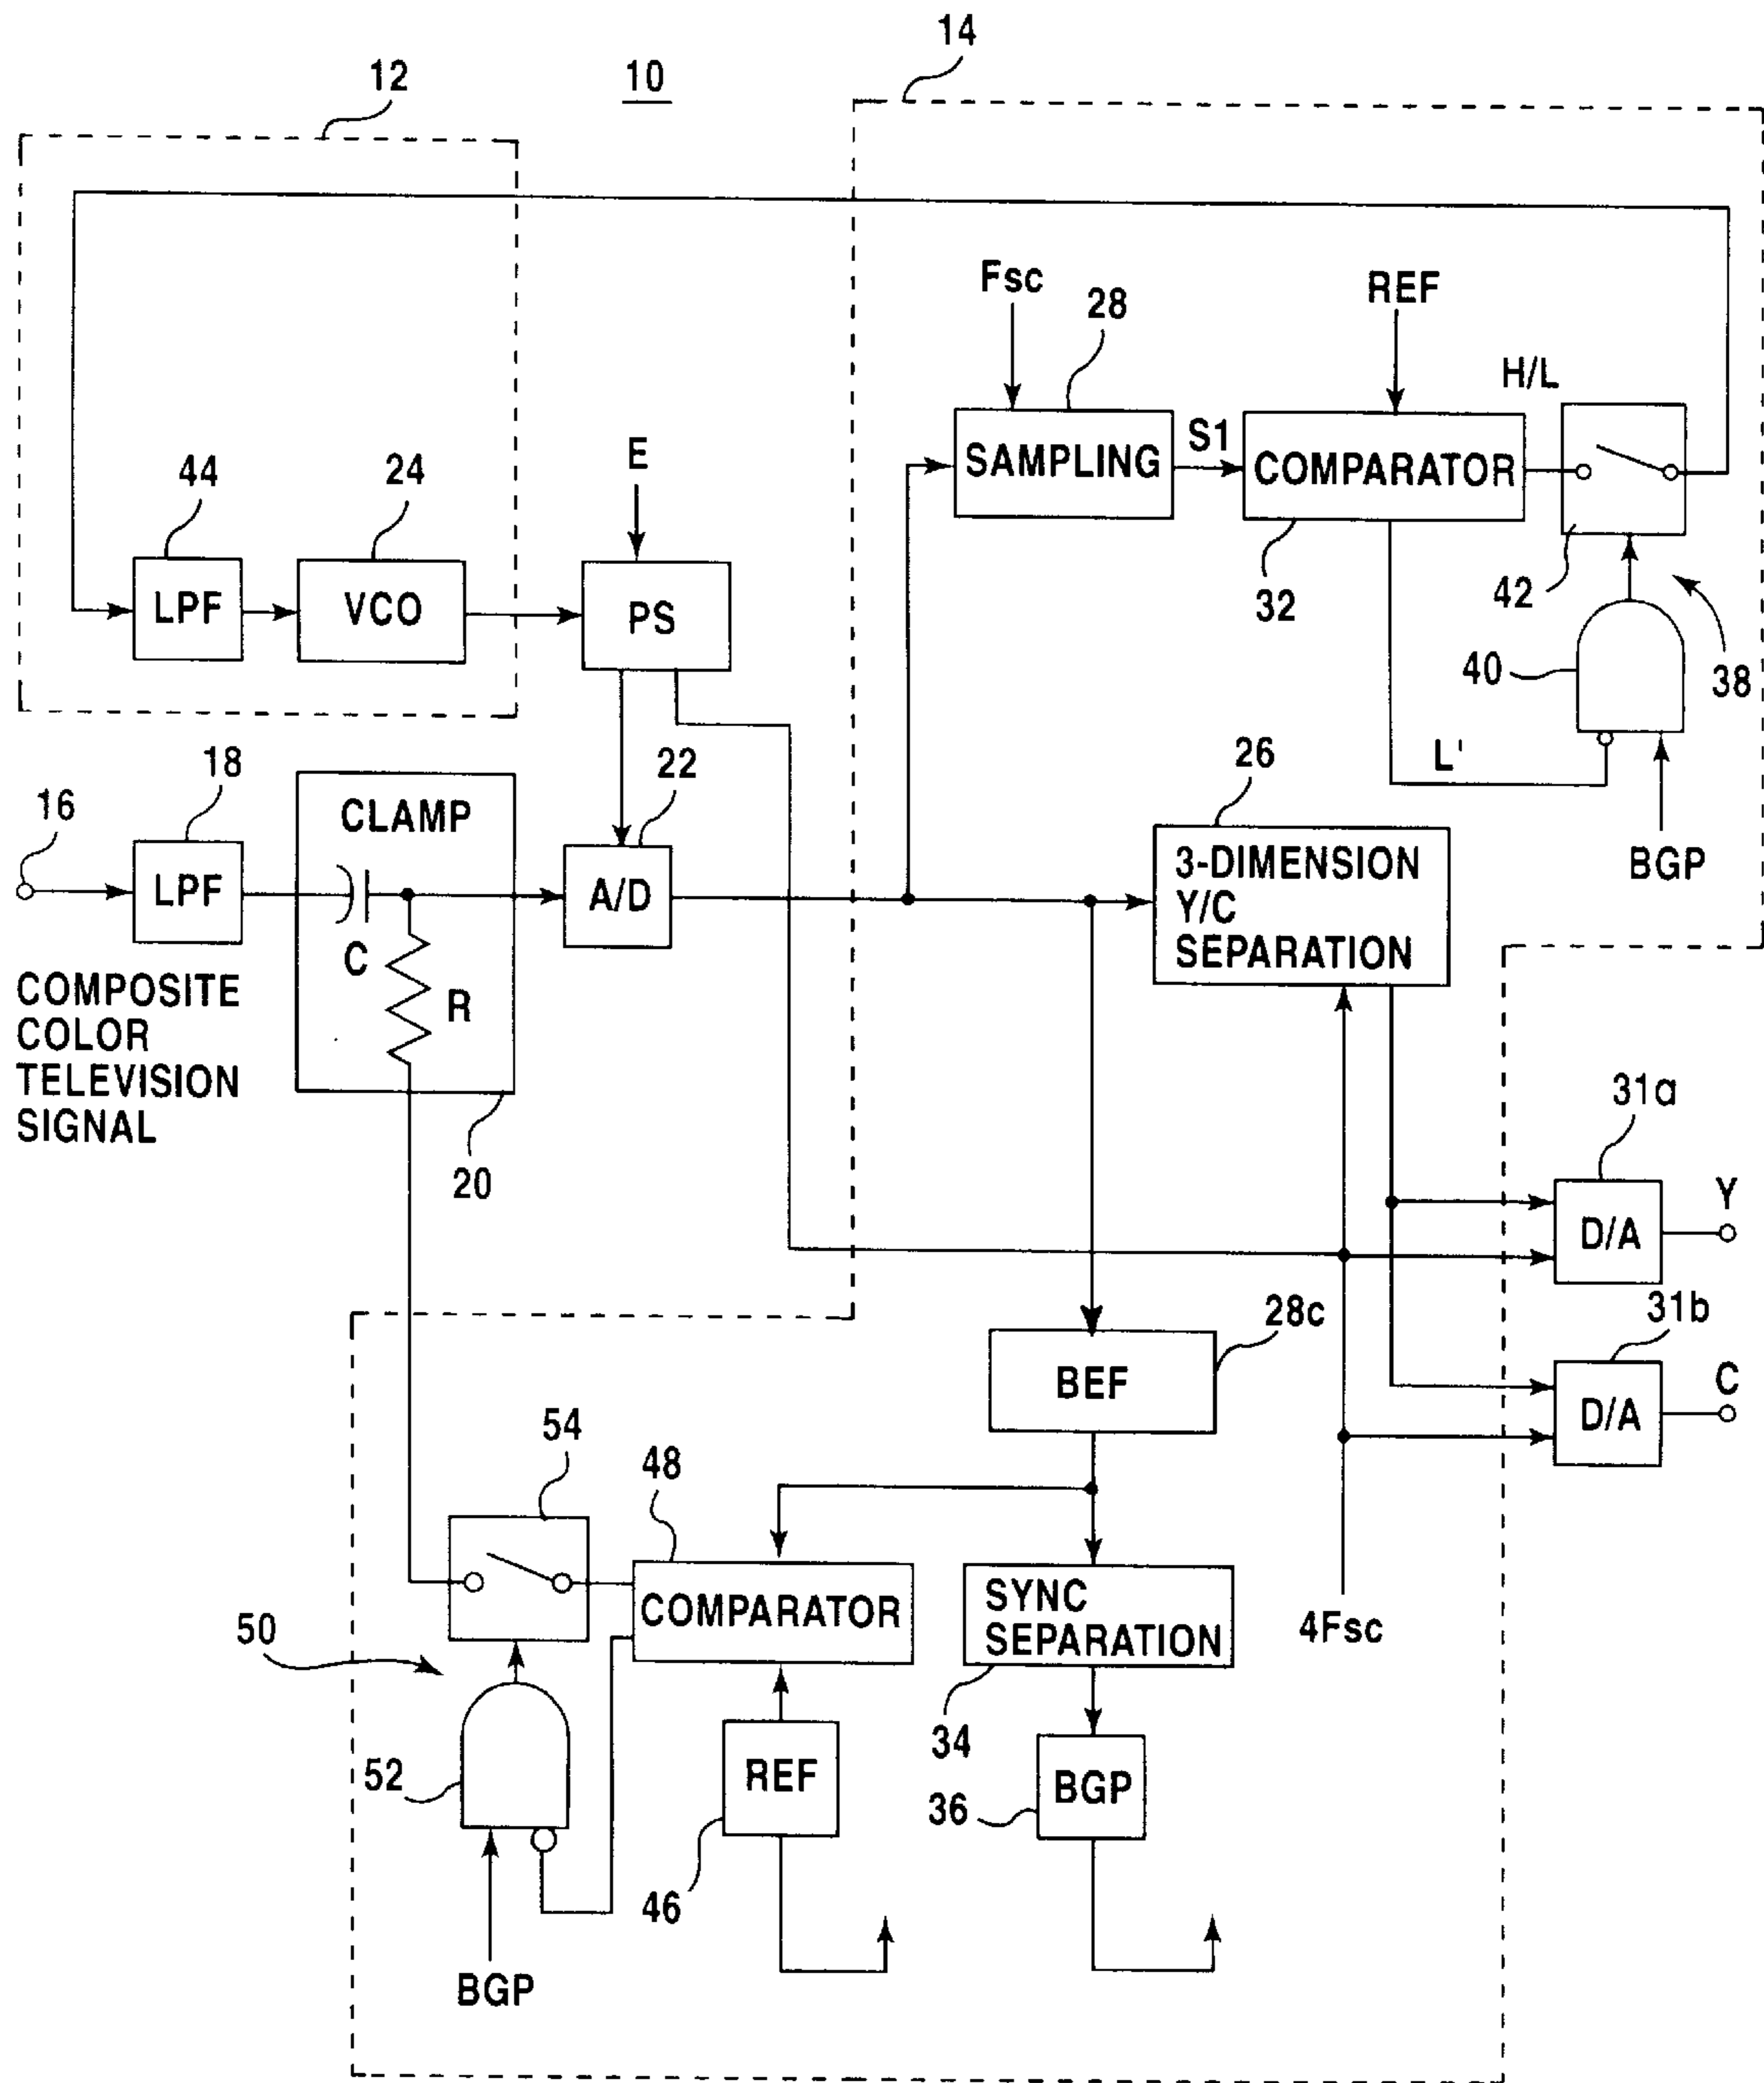 14
12
10
Fsc
28
REF
H/L
S1
SAMPLING
COMPARATOR
E
44
24
LPF
VCO
PS
32
42
40
38
L'
BGP
16
18
CLAMP
22
26
LPF
C
R
A/D
3-DIMENSION
Y/C
SEPARATION
COMPOSITE
COLOR
TELEVISION
SIGNAL
20
31a
Y
D/A
31b
C
D/A
28c
BEF
54
48
COMPARATOR
SYNC
SEPARATION
4Fsc
50
34
52
REF
BGP
36
46
BGP